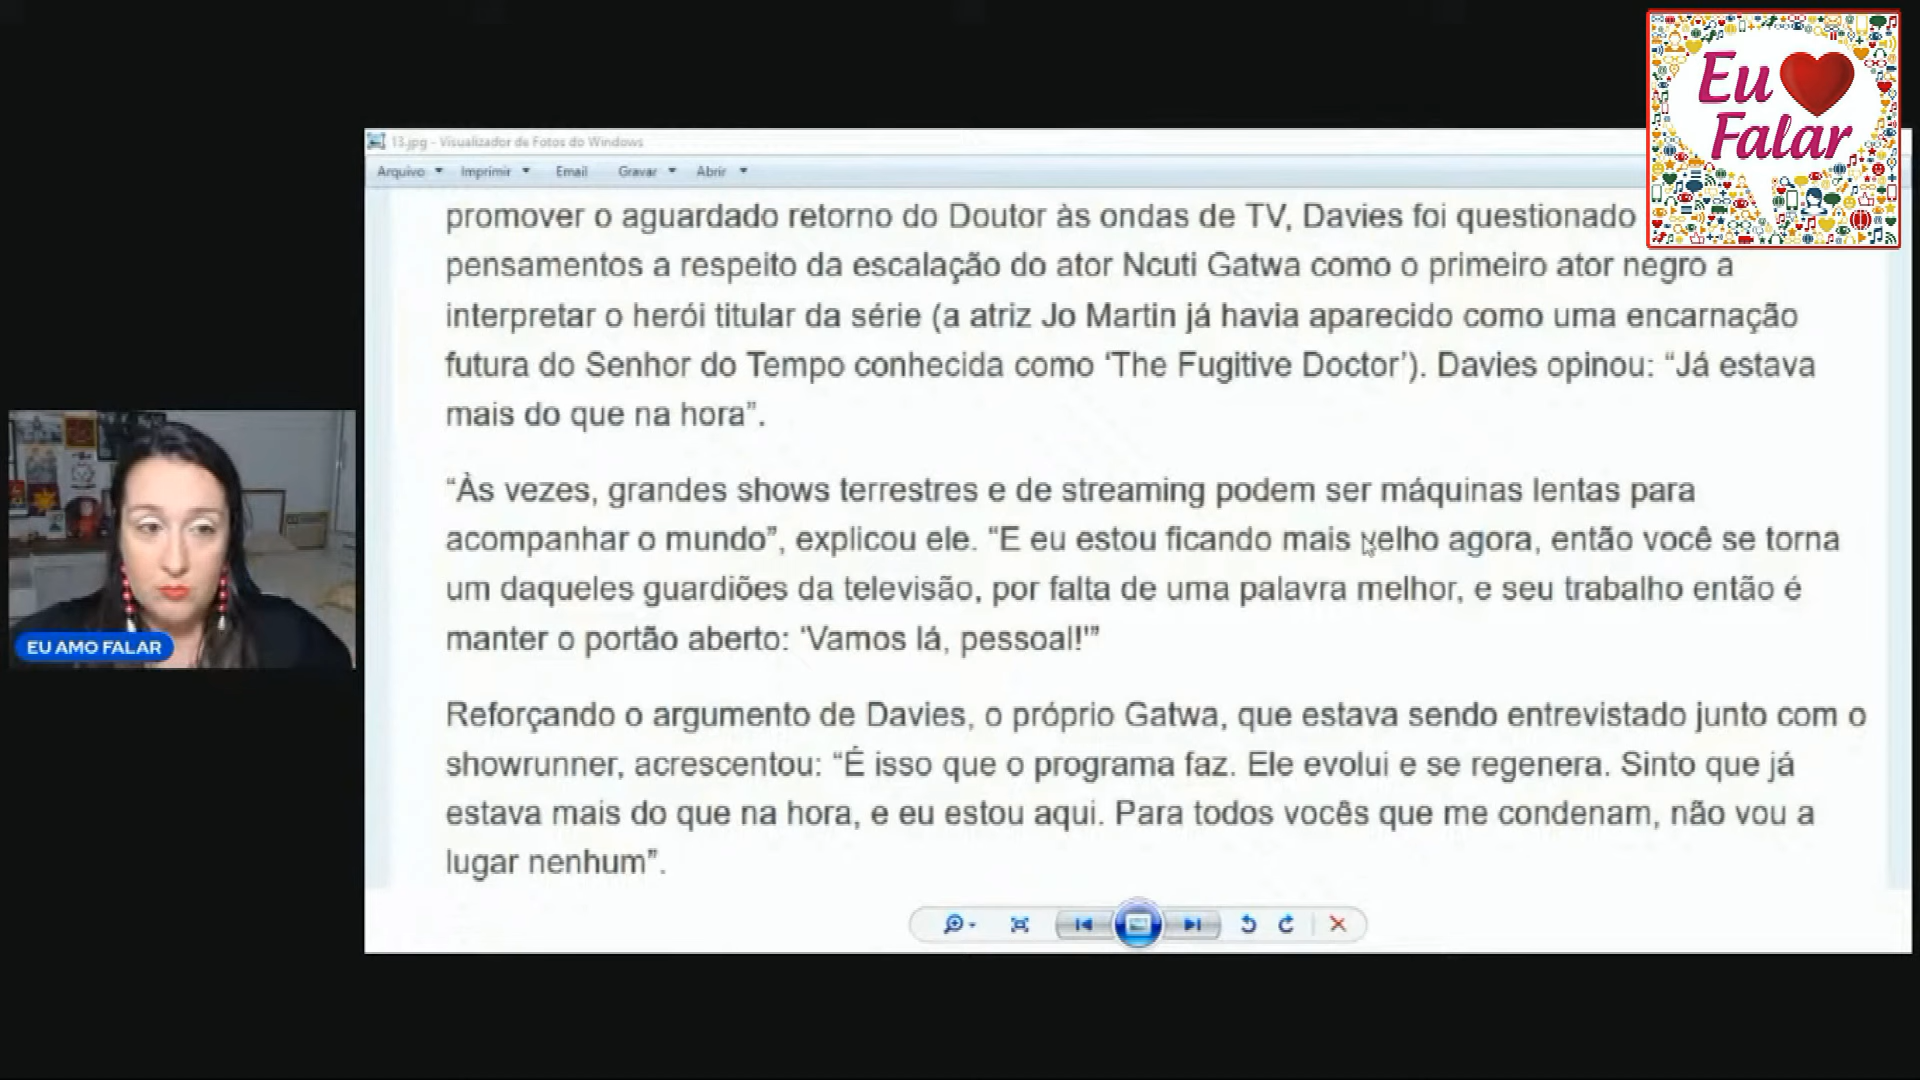 Eu
Falar
13.jpg - Visualizador de Fotos do Windows
Arquivo Imprimir Email Gravar Abrir
promover o aguardado retorno do Doutor às ondas de TV, Davies foi questionado
pensamentos a respeito da escalação do ator Ncuti Gatwa como o primeiro ator negro a
interpretar o herói titular da série (a atriz Jo Martin já havia aparecido como uma encarnação
futura do Senhor do Tempo conhecida como ‘The Fugitive Doctor’). Davies opinou: “Já estava
mais do que na hora”.
“Às vezes, grandes shows terrestres e de streaming podem ser máquinas lentas para
acompanhar o mundo”, explicou ele. “E eu estou ficando mais velho agora, então você se torna
um daqueles guardiões da televisão, por falta de uma palavra melhor, e seu trabalho então é
manter o portão aberto: ‘Vamos lá, pessoal!’”
Reforçando o argumento de Davies, o próprio Gatwa, que estava sendo entrevistado junto com o
showrunner, acrescentou: “É isso que o programa faz. Ele evolui e se regenera. Sinto que já
estava mais do que na hora, e eu estou aqui. Para todos vocês que me condenam, não vou a
lugar nenhum”.
EU AMO FALAR